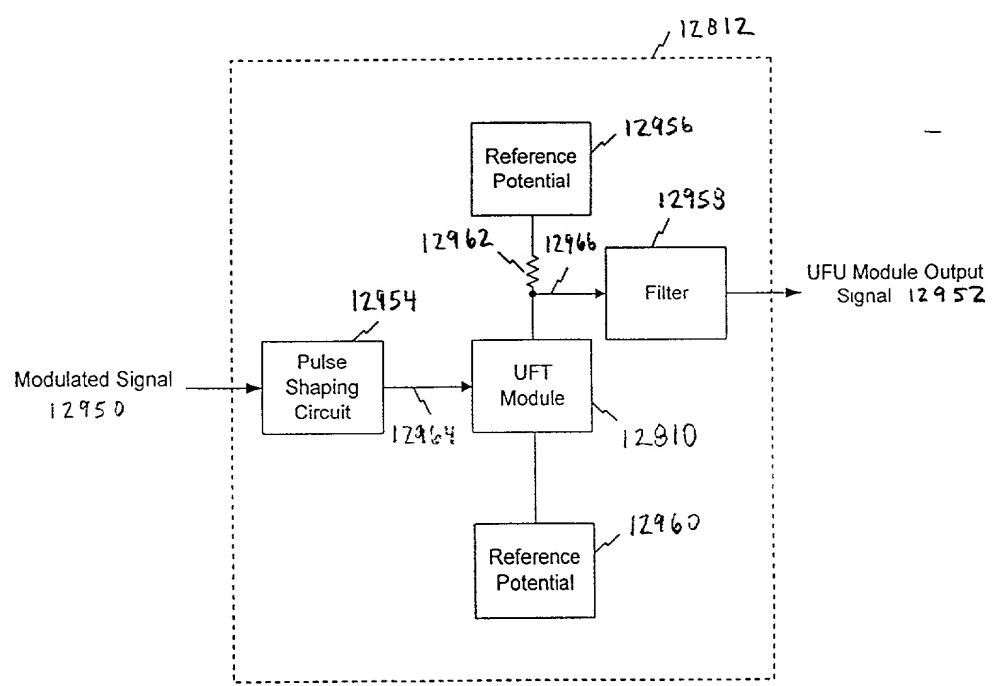 12812
12956
Reference
Potential
12958
12962
12966
Filter
UFU Module Output
Signal 12952
12954
Pulse
Shaping
Circuit
Modulated Signal
12950
12964
UFT
Module
12810
12960
Reference
Potential